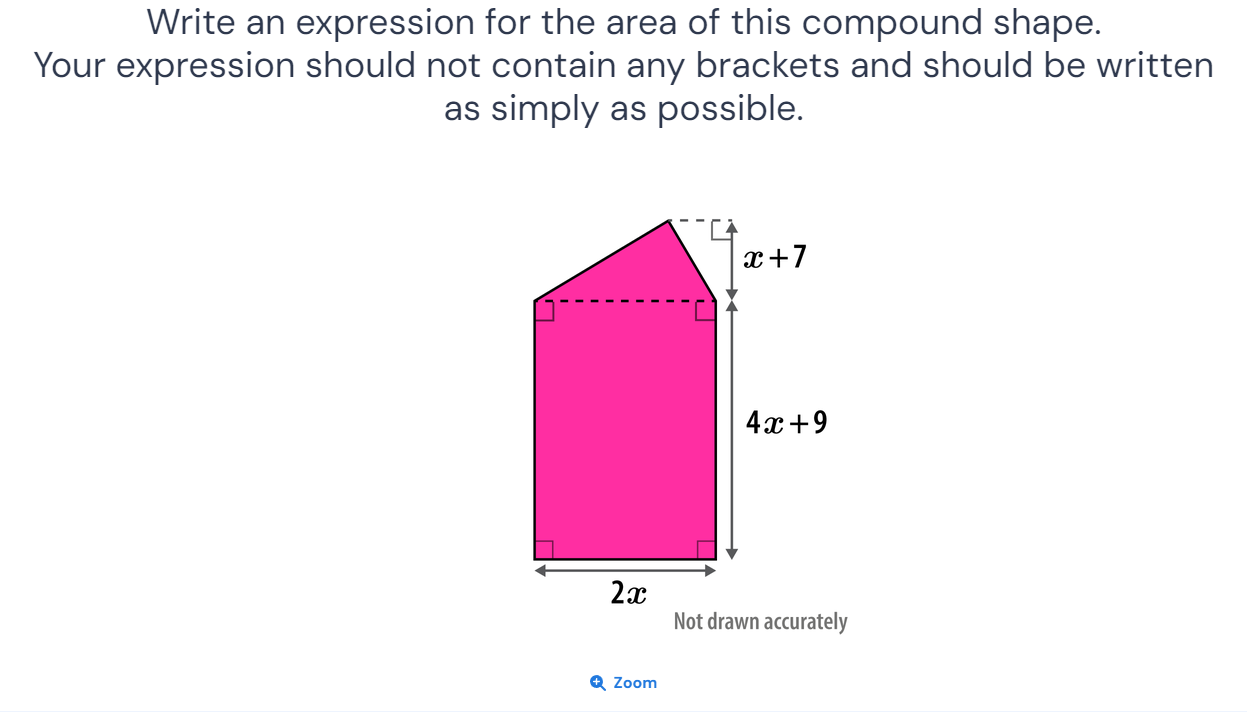 Write an expression for the area of this compound shape.
Your expression should not contain any brackets and should be written
as simply as possible.
x+7
4x+9
2x
Not drawn accurately
Zoom